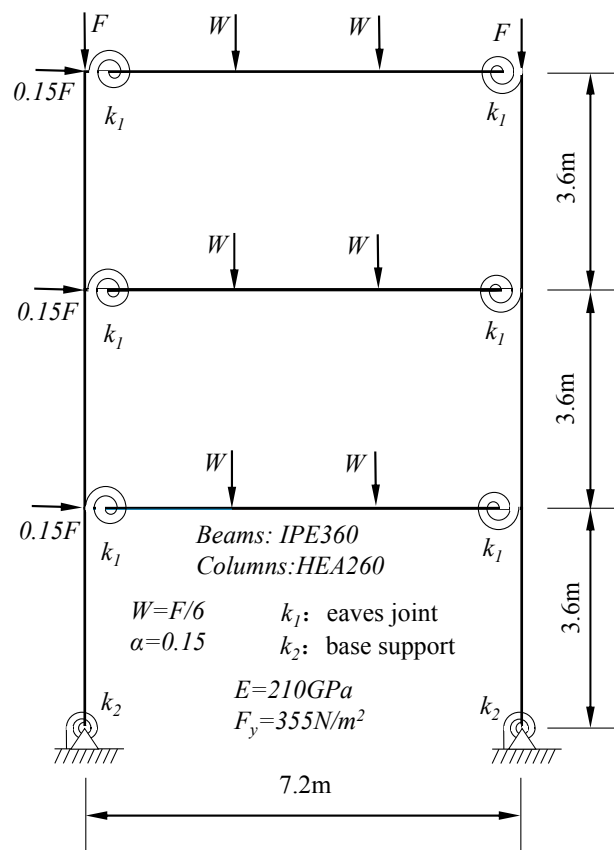 F
W
W
F
0.15F
k₁
k₁
3.6m
W
W
0.15F
k₁
k₁
3.6m
W
W
0.15F
k₁
k₁
Beams: IPE360
Columns:HEA260
W=F/6
k₁: eaves joint
α=0.15
k₂: base support
3.6m
E=210GPa
F_y=355N/m²
k₂
k₂
7.2m